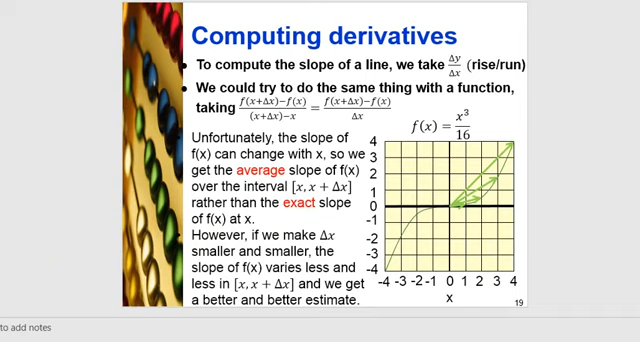 Computing derivatives
• To compute the slope of a line, we take Δy/Δx (rise/run)
• We could try to do the same thing with a function,
taking f(x+Δx)−f(x)/(x+Δx)−x = f(x+Δx)−f(x)/Δx
f(x) = x³/16
Unfortunately, the slope of
f(x) can change with x, so we
get the average slope of f(x)
over the interval [x, x + Δx]
rather than the exact slope
of f(x) at x.
However, if we make Δx
smaller and smaller, the
slope of f(x) varies less and
less in [x, x + Δx] and we get
a better and better estimate.
4
3
2
1
0
-1
-2
-3
-4
-4 -3 -2 -1 0 1 2 3 4
x
19
to add notes